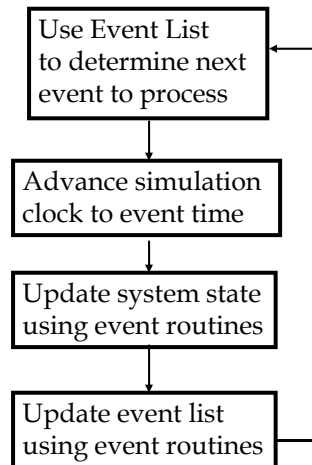 Use Event List
to determine next
event to process
Advance simulation
clock to event time
Update system state
using event routines
Update event list
using event routines